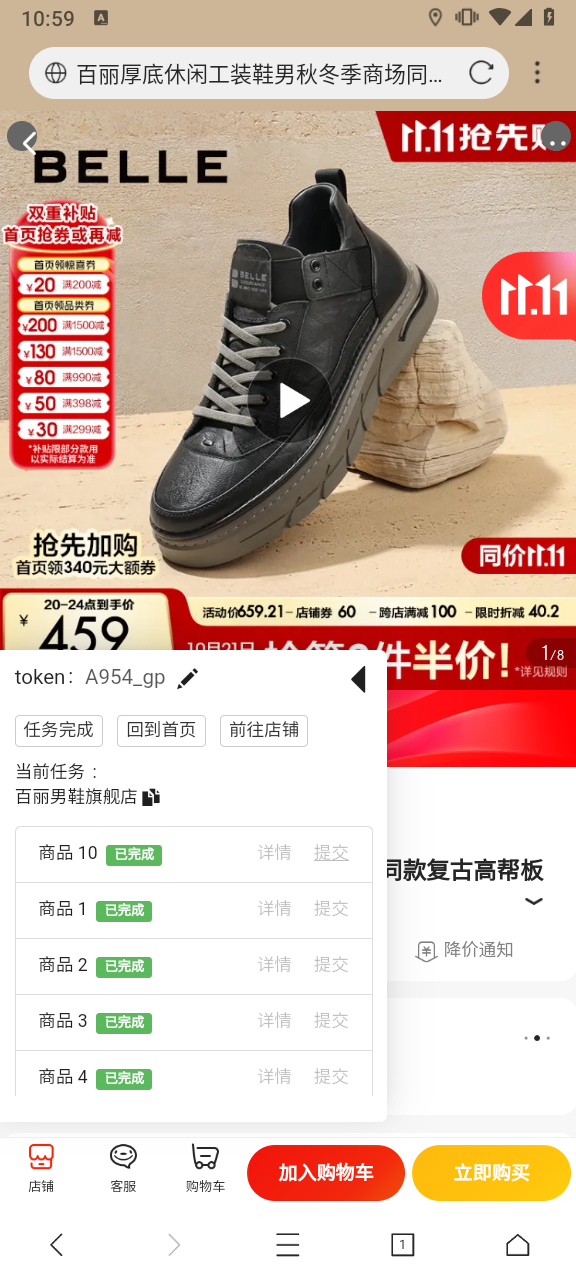 10:59
A
百丽厚底休闲工装鞋男秋冬季商场同...
11.11抢先
BELLE
双重补贴
首页抢券或再减
首页领惊喜券
¥20 满200减
首页领品类券
¥200 满1500减
¥130 满1500减
¥80 满990减
¥50 满398减
¥30 满299减
*补贴限部分款用
以实际结算为准
BELLE
11.11
抢先加购
首页领340元大额券
同价11.11
20-24点到手价
¥459
活动价659.21-店铺券 60 -跨店满减100 -限时折减 40.2
件半价!
*详见规则
1/8
token: A954_gp
任务完成 回到首页 前往店铺
当前任务：
百丽男鞋旗舰店
商品 10 已完成 详情 提交
商品 1 已完成 详情 提交
商品 2 已完成 详情 提交
商品 3 已完成 详情 提交
商品 4 已完成 详情 提交
同款复古高帮板
降价通知
店铺 客服 购物车 加入购物车 立即购买
1